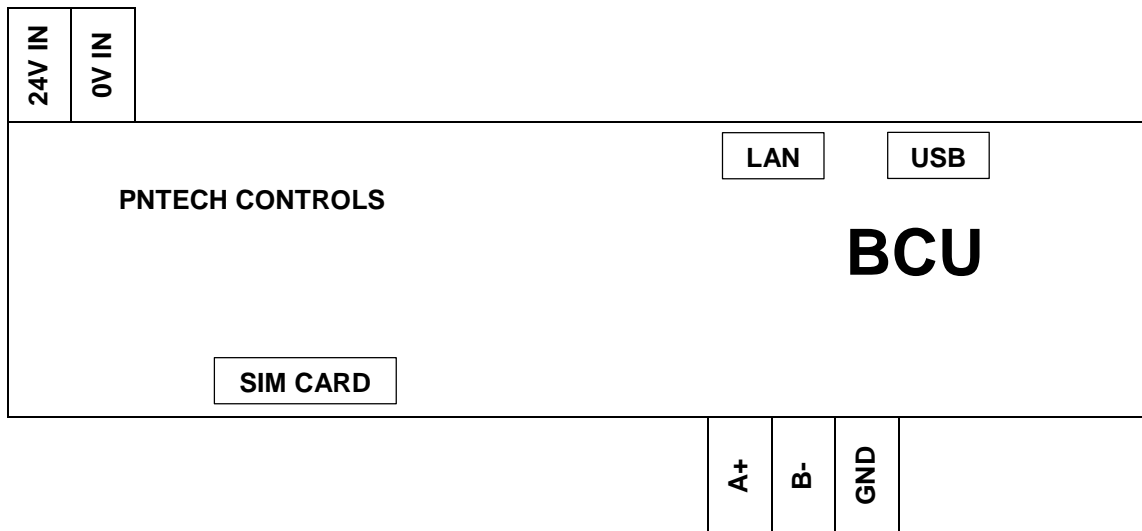 24V IN
0V IN
LAN
USB
PNTECH CONTROLS
BCU
SIM CARD
A+
B-
GND